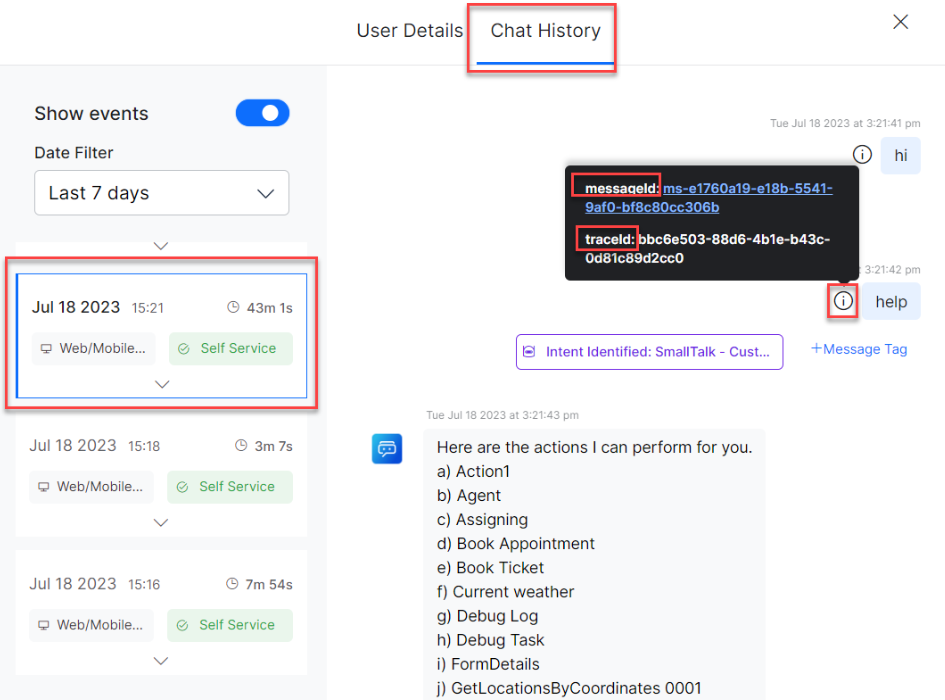 User Details
Chat History
Show events
Date Filter
Last 7 days
Jul 18 2023 15:21 43m 1s
Web/Mobile... Self Service
Jul 18 2023 15:18 3m 7s
Web/Mobile... Self Service
Jul 18 2023 15:16 7m 54s
Web/Mobile... Self Service
Tue Jul 18 2023 at 3:21:41 pm
hi
messageId: ms-e1760a19-e18b-5541-
9af0-bf8c80cc306b
traceId: bbc6e503-88d6-4b1e-b43c-
0d81c89d2cc0
3:21:42 pm
help
Intent Identified: SmallTalk - Cust...
+Message Tag
Tue Jul 18 2023 at 3:21:43 pm
Here are the actions I can perform for you.
a) Action1
b) Agent
c) Assigning
d) Book Appointment
e) Book Ticket
f) Current weather
g) Debug Log
h) Debug Task
i) FormDetails
j) GetLocationsByCoordinates 0001